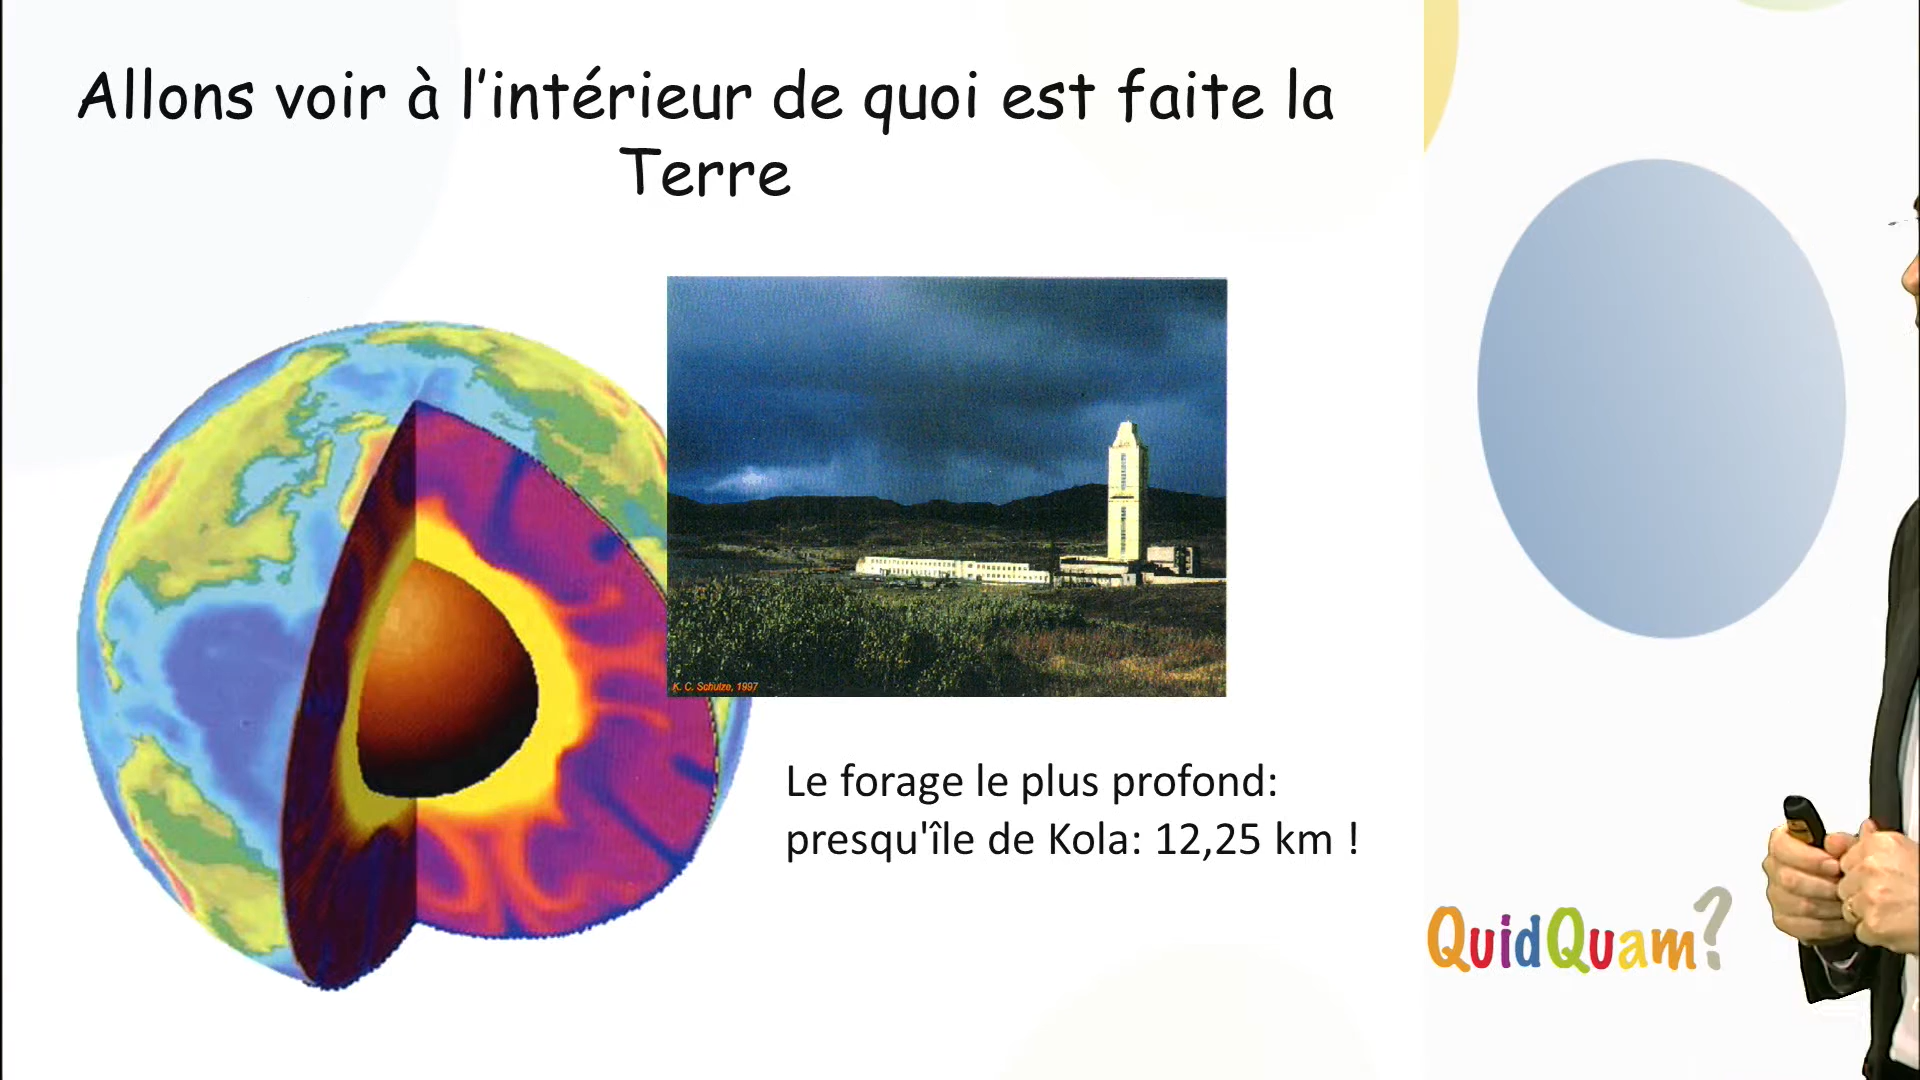 Allons voir à l'intérieur de quoi est faite la
Terre
K. C. Schulze, 1997
Le forage le plus profond:
presqu'île de Kola: 12,25 km !
QuidQuam?